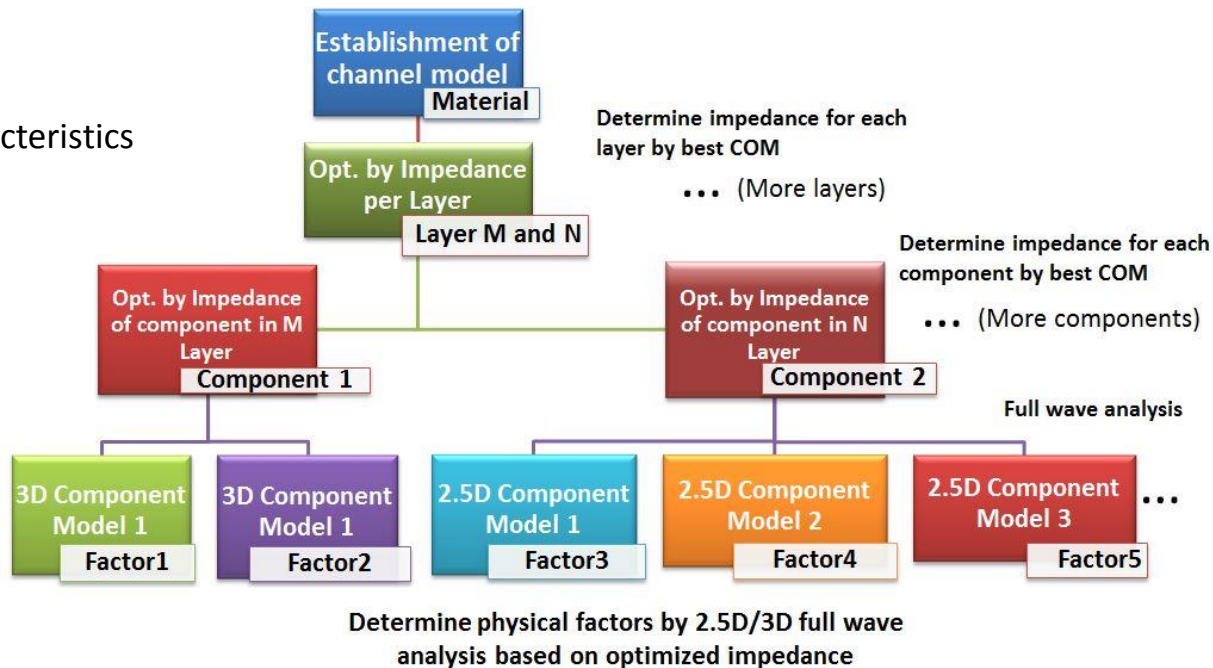 Establishment of
channel model
Material
cteristics
Determine impedance for each
layer by best COM
Opt. by Impedance
per Layer
Layer M and N
... (More layers)
Determine impedance for each
component by best COM
Opt. by Impedance
of component in M
Layer
Component 1
Opt. by Impedance
of component in N
Layer
Component 2
... (More components)
Full wave analysis
3D Component
Model 1
Factor1
3D Component
Model 1
Factor2
2.5D Component
Model 1
Factor3
2.5D Component
Model 2
Factor4
2.5D Component
Model 3
Factor5
...
Determine physical factors by 2.5D/3D full wave
analysis based on optimized impedance